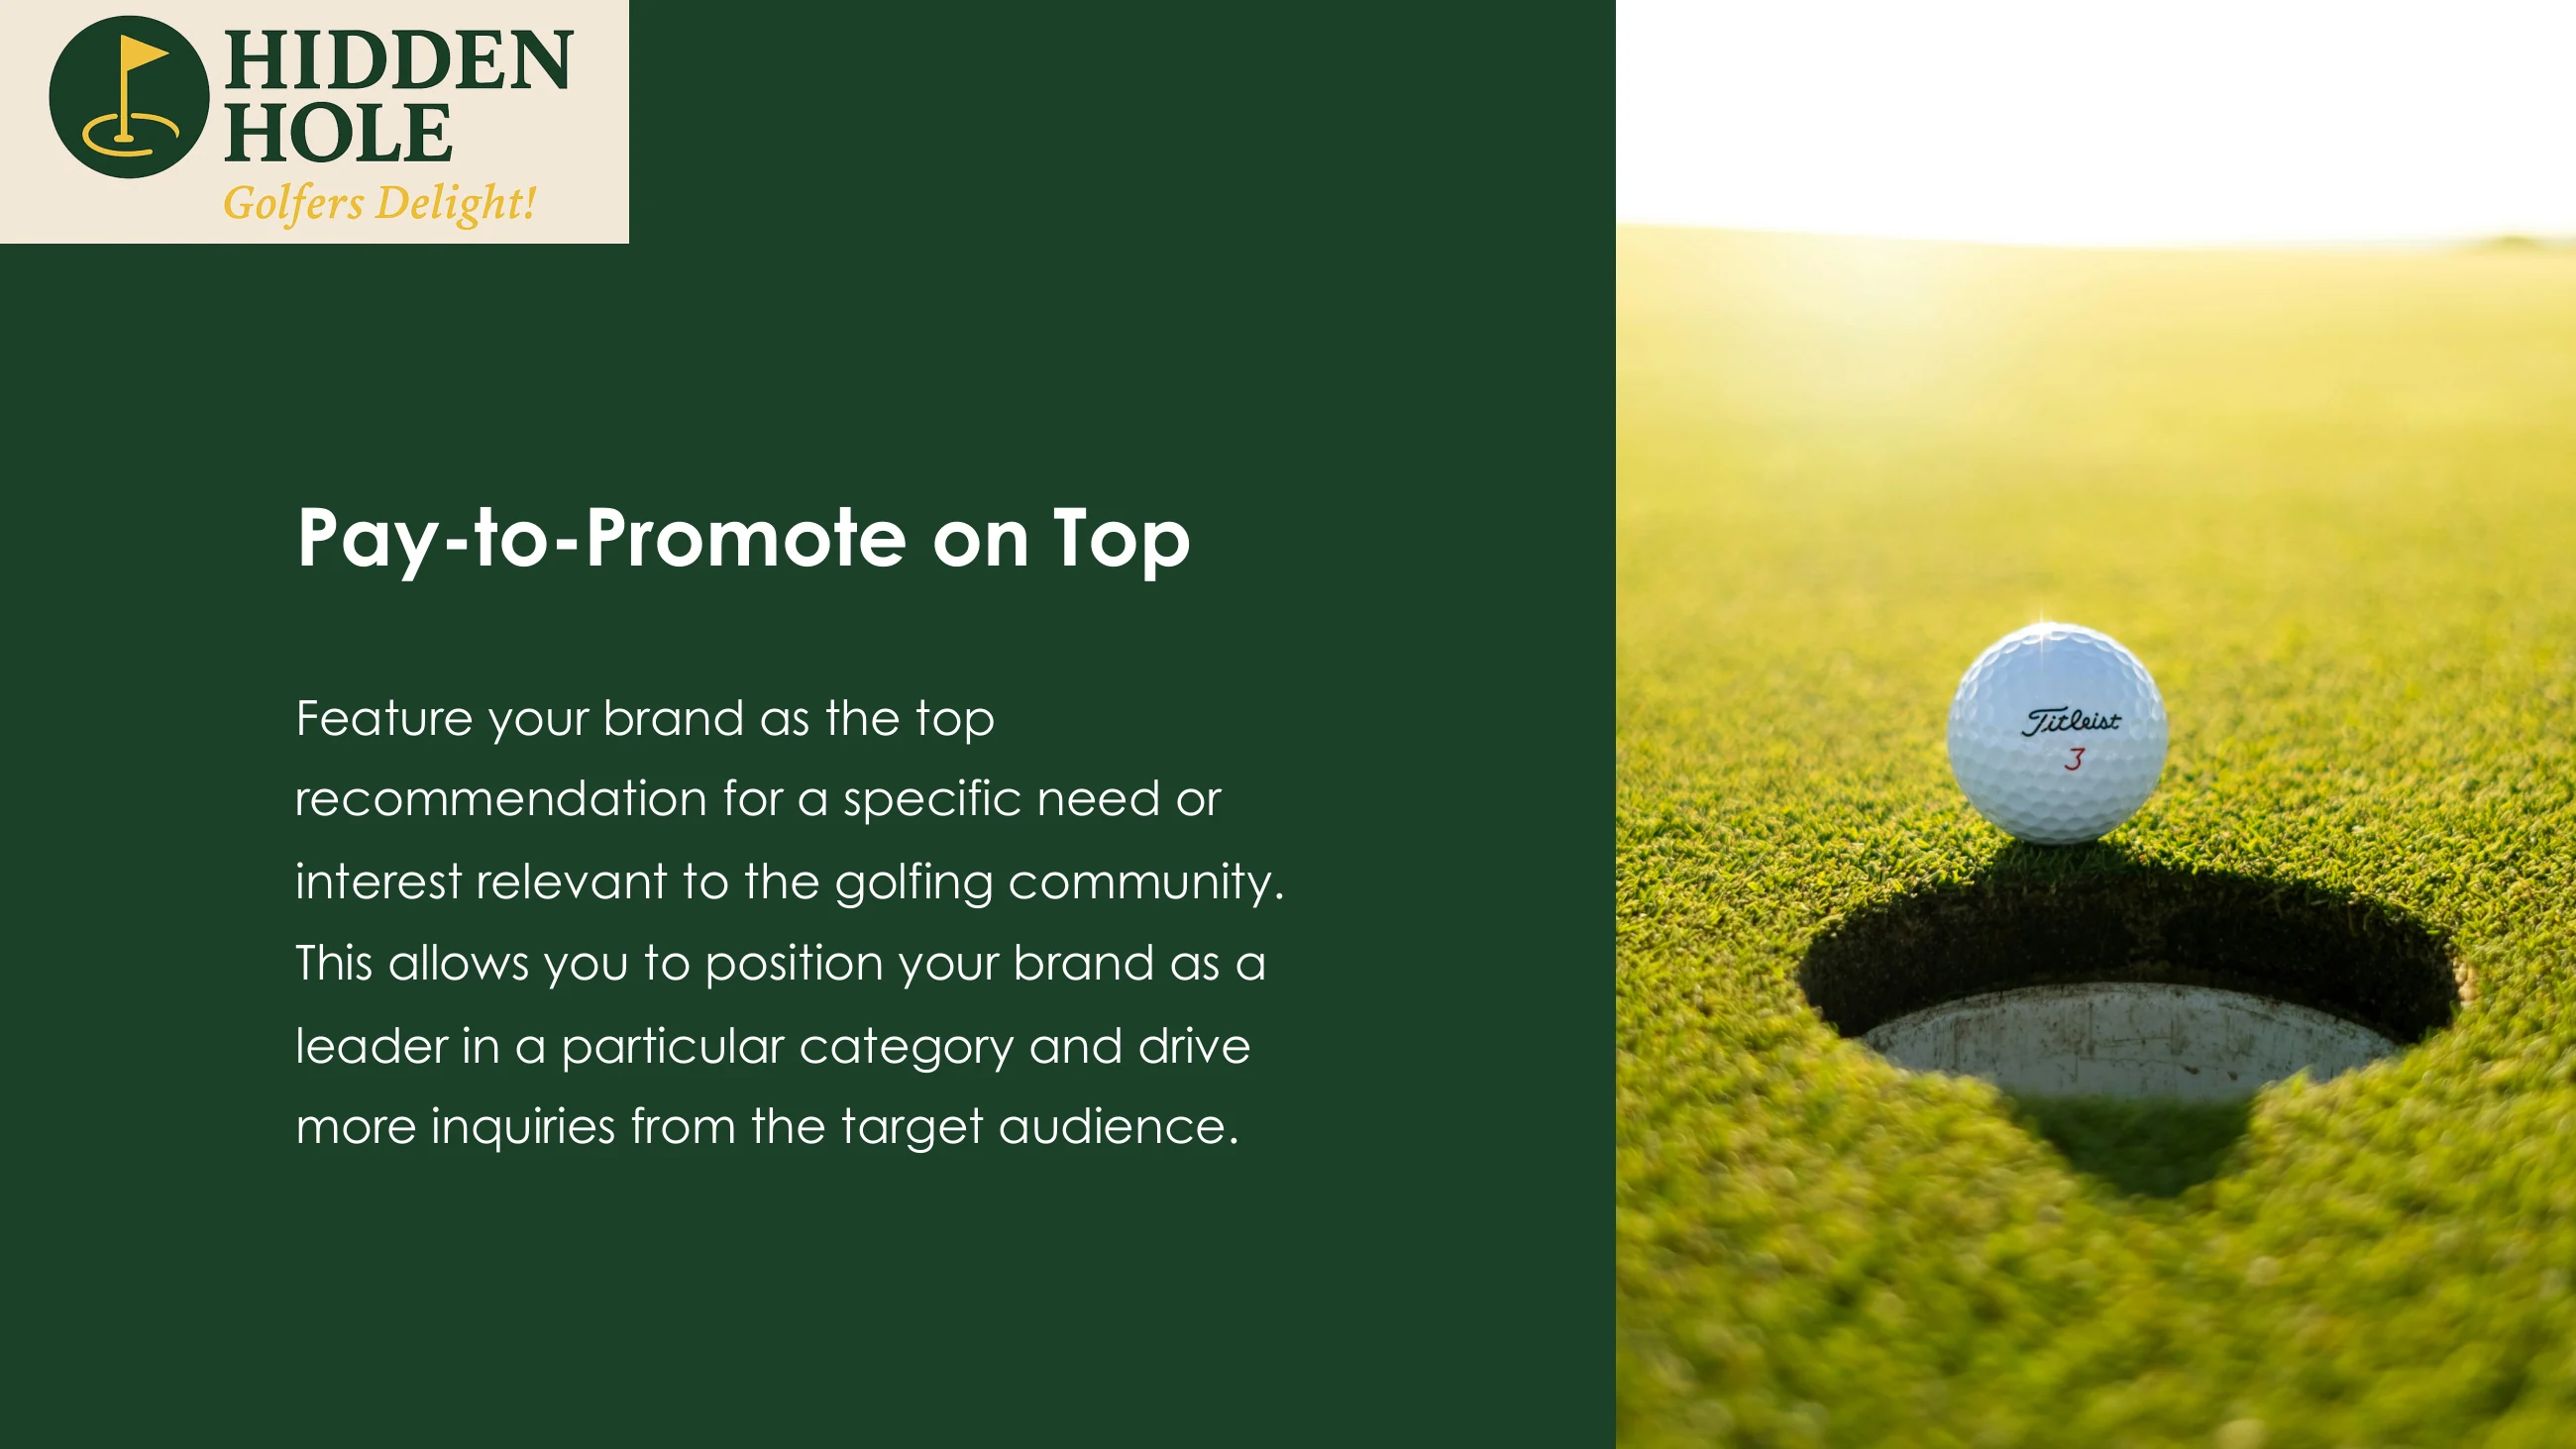 HIDDEN
HOLE
Golfers Delight!
Pay-to-Promote on Top
Feature your brand as the top
recommendation for a specific need or
interest relevant to the golfing community.
This allows you to position your brand as a
leader in a particular category and drive
more inquiries from the target audience.
Titleist
3